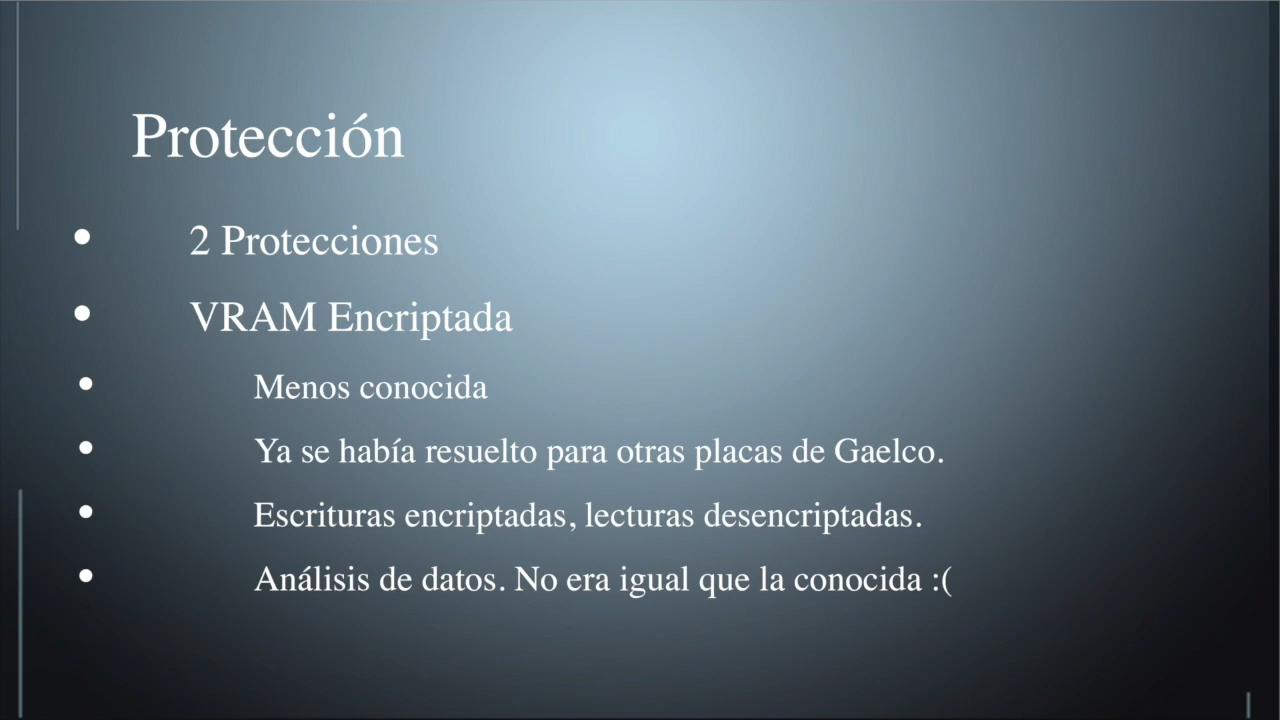 Protección
• 2 Protecciones
• VRAM Encriptada
• Menos conocida
• Ya se había resuelto para otras placas de Gaelco.
• Escrituras encriptadas, lecturas desencriptadas.
• Análisis de datos. No era igual que la conocida :(